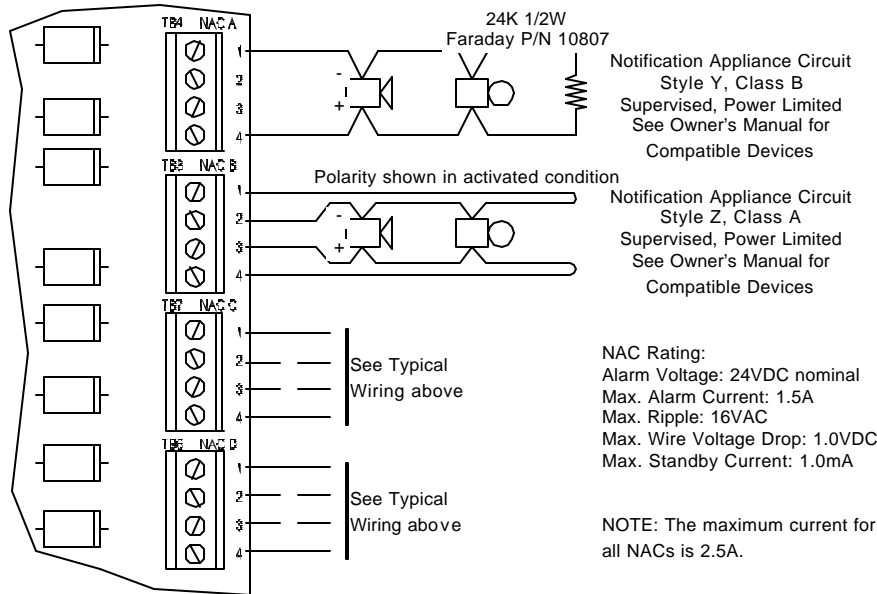 24K 1/2W
Faraday P/N 10807
TB4 NAC A
1
2
3
4
-
+
Notification Appliance Circuit
Style Y, Class B
Supervised, Power Limited
See Owner's Manual for
Compatible Devices
TB3 NAC B
Polarity shown in activated condition
1
2
3
4
-
+
Notification Appliance Circuit
Style Z, Class A
Supervised, Power Limited
See Owner's Manual for
Compatible Devices
TB7 NAC C
1
2
3
4
See Typical
Wiring above
NAC Rating:
Alarm Voltage: 24VDC nominal
Max. Alarm Current: 1.5A
Max. Ripple: 16VAC
Max. Wire Voltage Drop: 1.0VDC
Max. Standby Current: 1.0mA
TB6 NAC D
1
2
3
4
See Typical
Wiring above
NOTE: The maximum current for
all NACs is 2.5A.